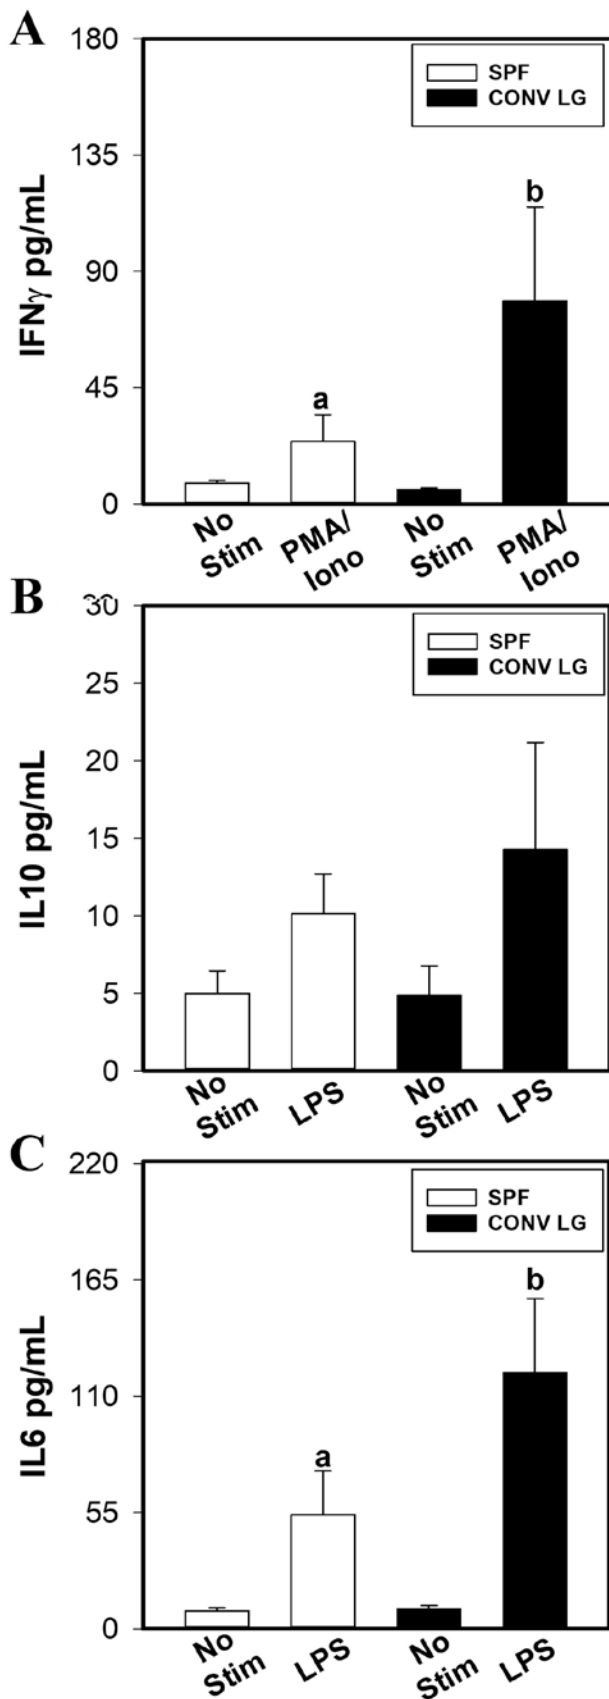 A
180
135
90
45
0
IFNγ pg/mL
SPF
CONV LG
a
b
No
Stim
PMA/
Iono
No
Stim
PMA/
Iono
B
30
25
20
15
10
5
0
IL10 pg/mL
SPF
CONV LG
No
Stim
LPS
No
Stim
LPS
C
220
165
110
55
0
IL6 pg/mL
SPF
CONV LG
a
b
No
Stim
LPS
No
Stim
LPS